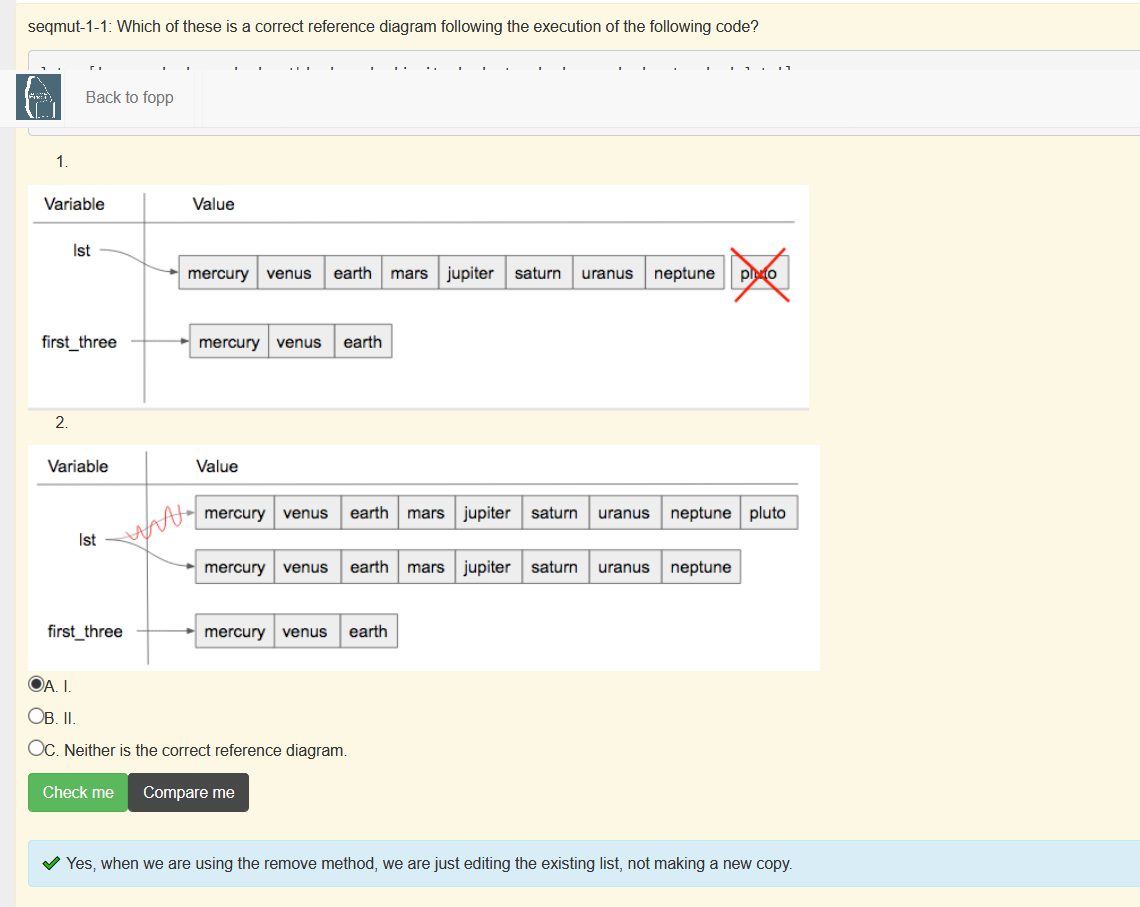 seqmut-1-1: Which of these is a correct reference diagram following the execution of the following code?
Back to fopp
1.
Variable Value
lst
mercury venus earth mars jupiter saturn uranus neptune pluto
first_three mercury venus earth
2.
Variable Value
mercury venus earth mars jupiter saturn uranus neptune pluto
lst
mercury venus earth mars jupiter saturn uranus neptune
first_three mercury venus earth
A. I.
B. II.
C. Neither is the correct reference diagram.
Check me Compare me
Yes, when we are using the remove method, we are just editing the existing list, not making a new copy.